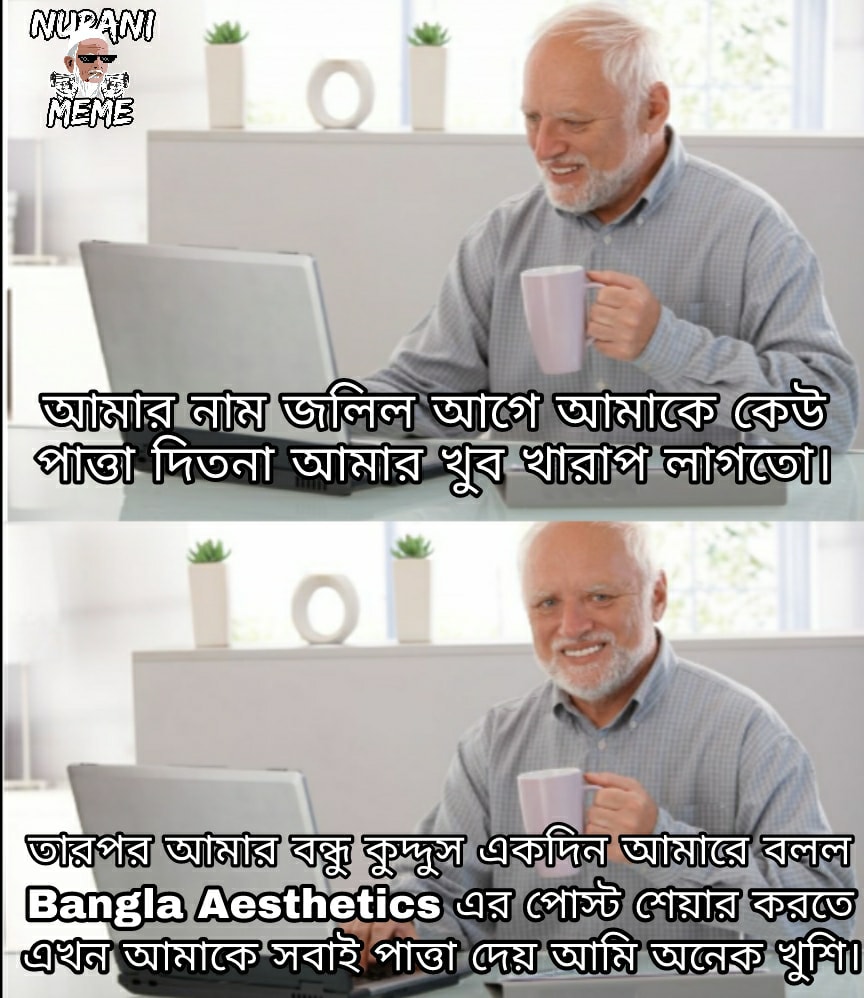 NURANI
MEME
আমার নাম জলিল আগে আমাকে কেউ
পাত্তা দিতনা আমার খুব খারাপ লাগতো।
তারপর আমার বন্ধু কুদ্দুস একদিন আমারে বলল
Bangla Aesthetics এর পোস্ট শেয়ার করতে
এখন আমাকে সবাই পাত্তা দেয় আমি অনেক খুশি।